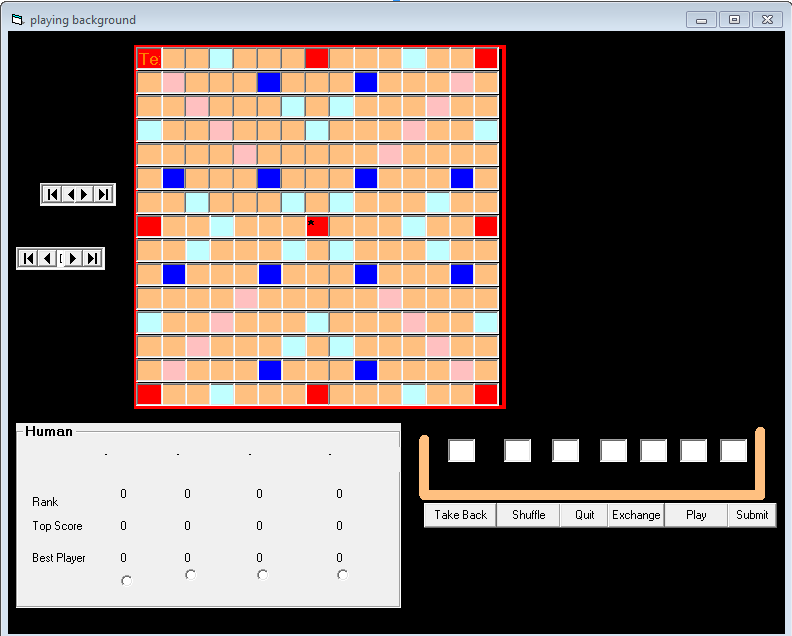 playing background
Te
*
Human
- - - -
Rank 0 0 0 0
Top Score 0 0 0 0
Best Player 0 0 0 0
Take Back Shuffle Quit Exchange Play Submit